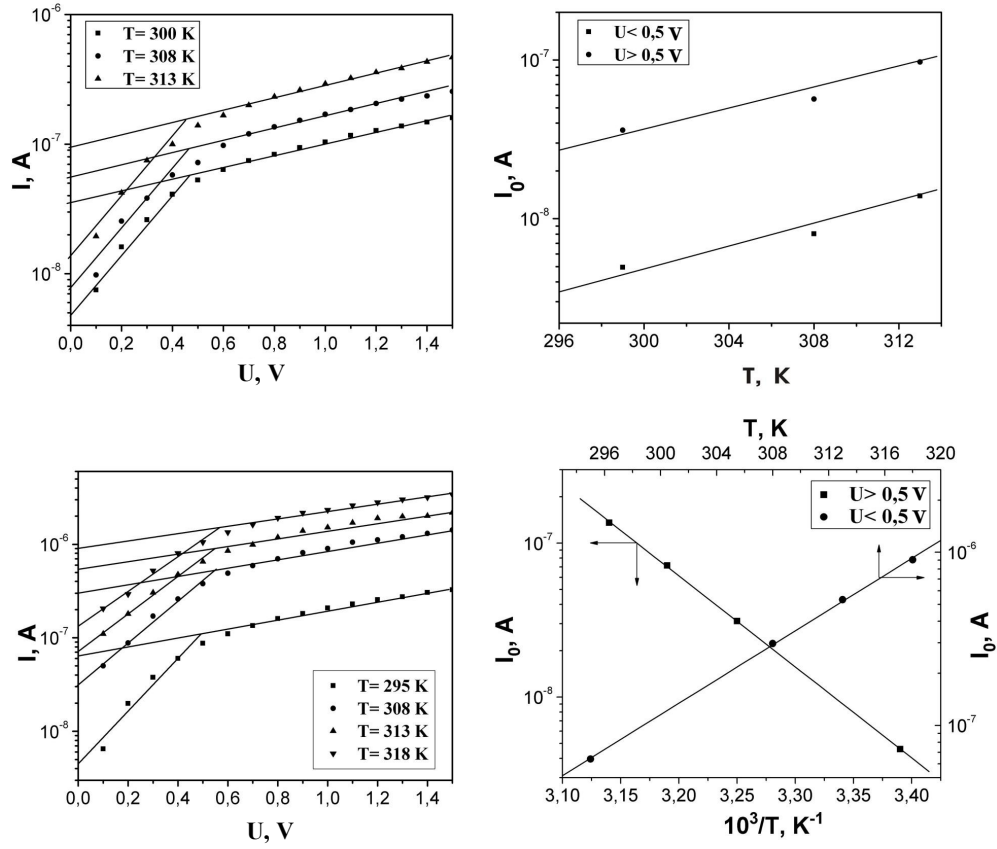 10⁻⁶
10⁻⁷
10⁻⁸
I, A
T= 300 K
T= 308 K
T= 313 K
0,0 0,2 0,4 0,6 0,8 1,0 1,2 1,4
U, V
10⁻⁷
10⁻⁸
I₀, A
U< 0,5 V
U> 0,5 V
296 300 304 308 312
T, K
10⁻⁶
10⁻⁷
10⁻⁸
I, A
T= 295 K
T= 308 K
T= 313 K
T= 318 K
0,0 0,2 0,4 0,6 0,8 1,0 1,2 1,4
U, V
T, K
296 300 304 308 312 316 320
10⁻⁷
10⁻⁸
I₀, A
U> 0,5 V
U< 0,5 V
10⁻⁶
10⁻⁷
I₀, A
3,10 3,15 3,20 3,25 3,30 3,35 3,40
10³/T, K⁻¹